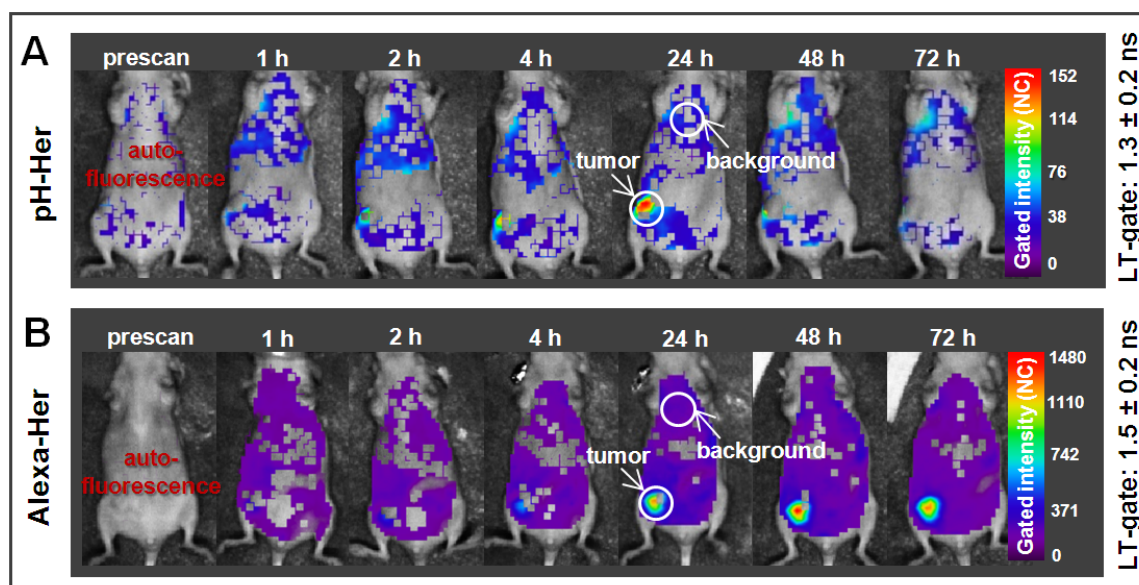 A
prescan
1 h
2 h
4 h
24 h
48 h
72 h
pH-Her
auto-
fluorescence
tumor
background
Gated intensity (NC)
152
114
76
38
0
LT-gate: 1.3 ± 0.2 ns
B
prescan
1 h
2 h
4 h
24 h
48 h
72 h
Alexa-Her
auto-
fluorescence
tumor
background
Gated intensity (NC)
1480
1110
742
371
0
LT-gate: 1.5 ± 0.2 ns